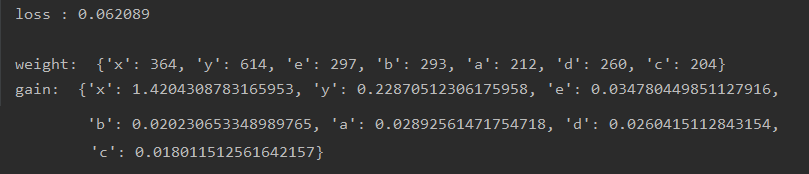 loss : 0.062089
weight:  {'x': 364, 'y': 614, 'e': 297, 'b': 293, 'a': 212, 'd': 260, 'c': 204}
gain:  {'x': 1.4204308783165953, 'y': 0.22870512306175958, 'e': 0.034780449851127916,
'b': 0.020230653348989765, 'a': 0.02892561471754718, 'd': 0.0260415112843154,
'c': 0.018011512561642157}